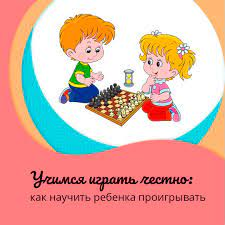 Учимся играть честно:
как научить ребенка проигрывать